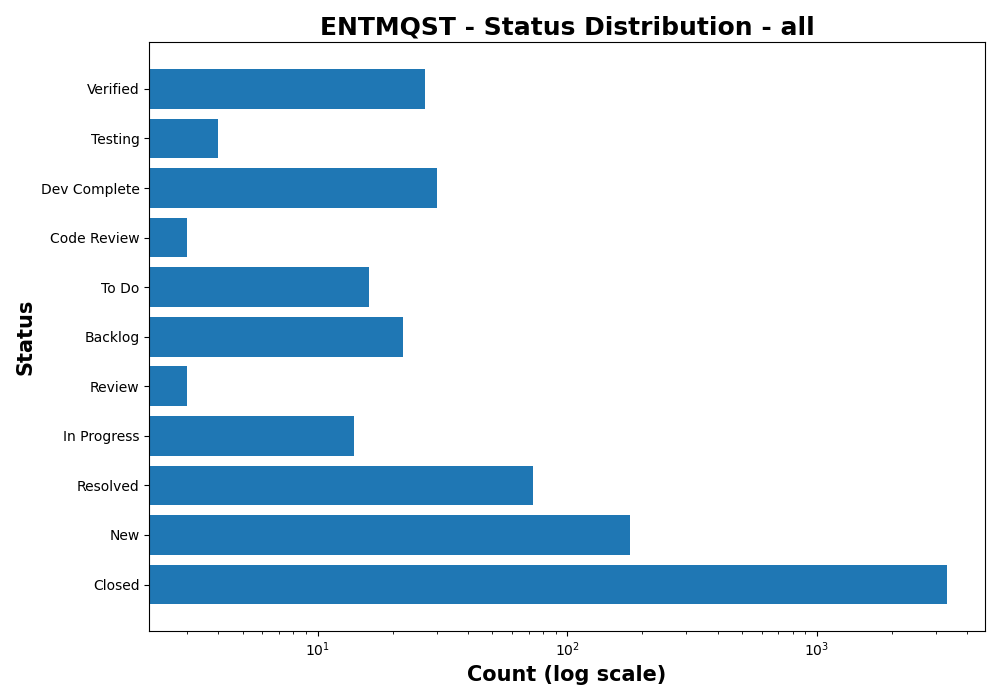 ENTMQST - Status Distribution - all
Verified
Testing
Dev Complete
Code Review
To Do
Backlog
Review
In Progress
Resolved
New
Closed
Status
10¹ 10² 10³
Count (log scale)